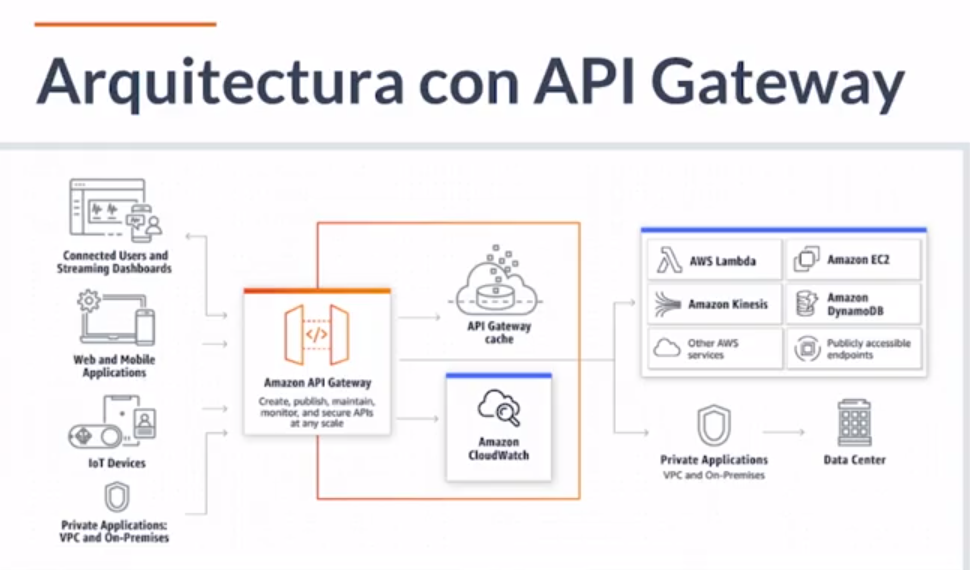 Arquitectura con API Gateway
Connected Users and
Streaming Dashboards
Web and Mobile
Applications
IoT Devices
Private Applications:
VPC and On-Premises
</>
Amazon API Gateway
Create, publish, maintain,
monitor, and secure APIs
at any scale
API Gateway
cache
Amazon
CloudWatch
AWS Lambda
Amazon EC2
Amazon Kinesis
Amazon
DynamoDB
Other AWS
services
Publicly accessible
endpoints
Private Applications
VPC and On-Premises
Data Center